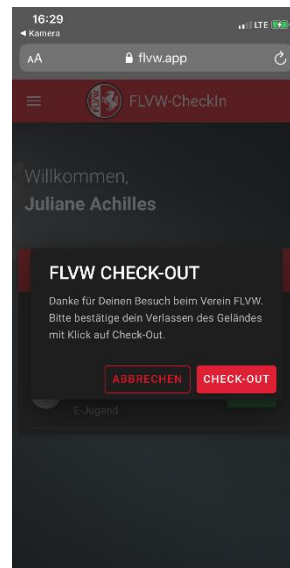 16:29
LTE
Kamera
AA
flvw.app
FLVW
FLVW-CheckIn
Willkommen,
Juliane Achilles
FLVW CHECK-OUT
Danke für Deinen Besuch beim Verein FLVW.
Bitte bestätige dein Verlassen des Geländes
mit Klick auf Check-Out.
ABBRECHEN
CHECK-OUT
E-Jugend